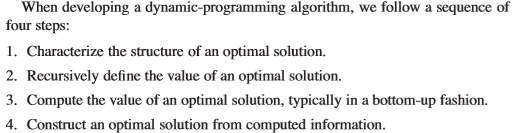 When developing a dynamic-programming algorithm, we follow a sequence of
four steps:
1. Characterize the structure of an optimal solution.
2. Recursively define the value of an optimal solution.
3. Compute the value of an optimal solution, typically in a bottom-up fashion.
4. Construct an optimal solution from computed information.